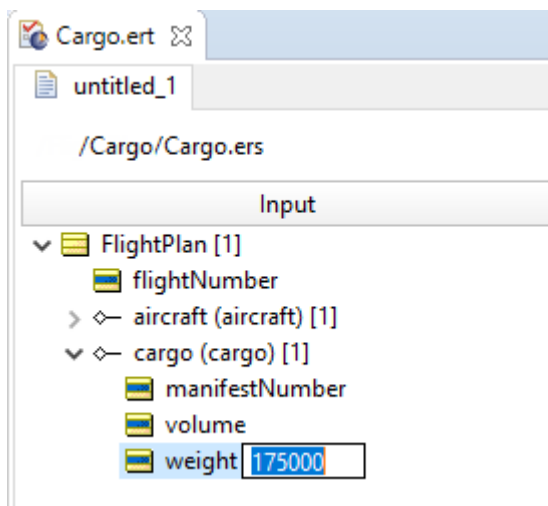 Cargo.ert
untitled_1
/Cargo/Cargo.ers
Input
FlightPlan [1]
flightNumber
aircraft (aircraft) [1]
cargo (cargo) [1]
manifestNumber
volume
weight 175000